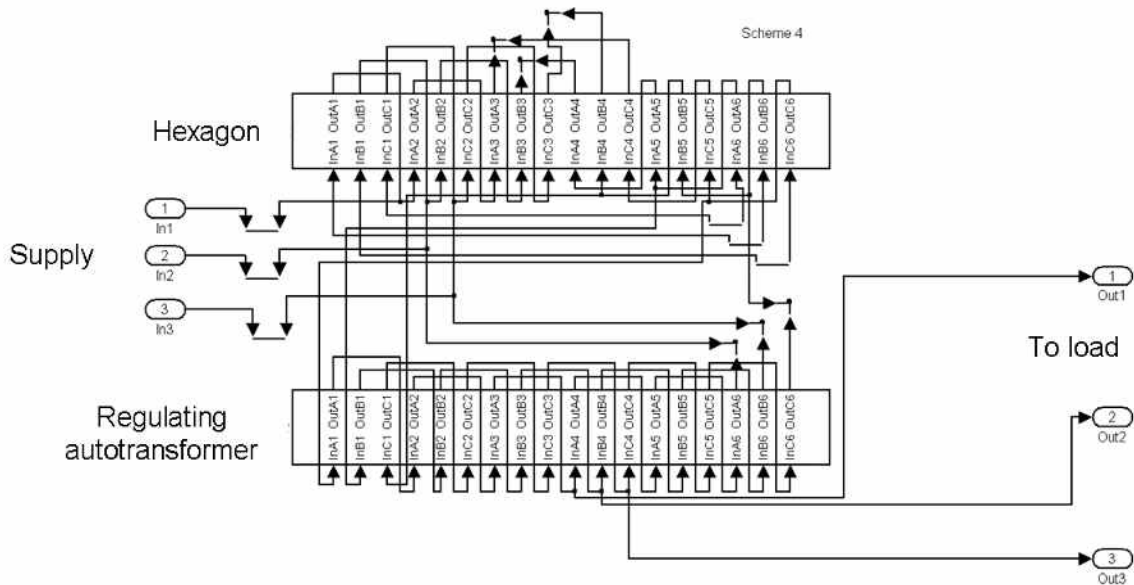 Scheme 4
Hexagon
InA1 OutA1
InB1 OutB1
InC1 OutC1
InA2 OutA2
InB2 OutB2
InC2 OutC2
InA3 OutA3
InB3 OutB3
InC3 OutC3
InA4 OutA4
InB4 OutB4
InC4 OutC4
InA5 OutA5
InB5 OutB5
InC5 OutC5
InA6 OutA6
InB6 OutB6
InC6 OutC6
Supply
1
In1
2
In2
3
In3
1
Out1
To load
Regulating
autotransformer
InA1 OutA1
InB1 OutB1
InC1 OutC1
InA2 OutA2
InB2 OutB2
InC2 OutC2
InA3 OutA3
InB3 OutB3
InC3 OutC3
InA4 OutA4
InB4 OutB4
InC4 OutC4
InA5 OutA5
InB5 OutB5
InC5 OutC5
InA6 OutA6
InB6 OutB6
InC6 OutC6
2
Out2
3
Out3